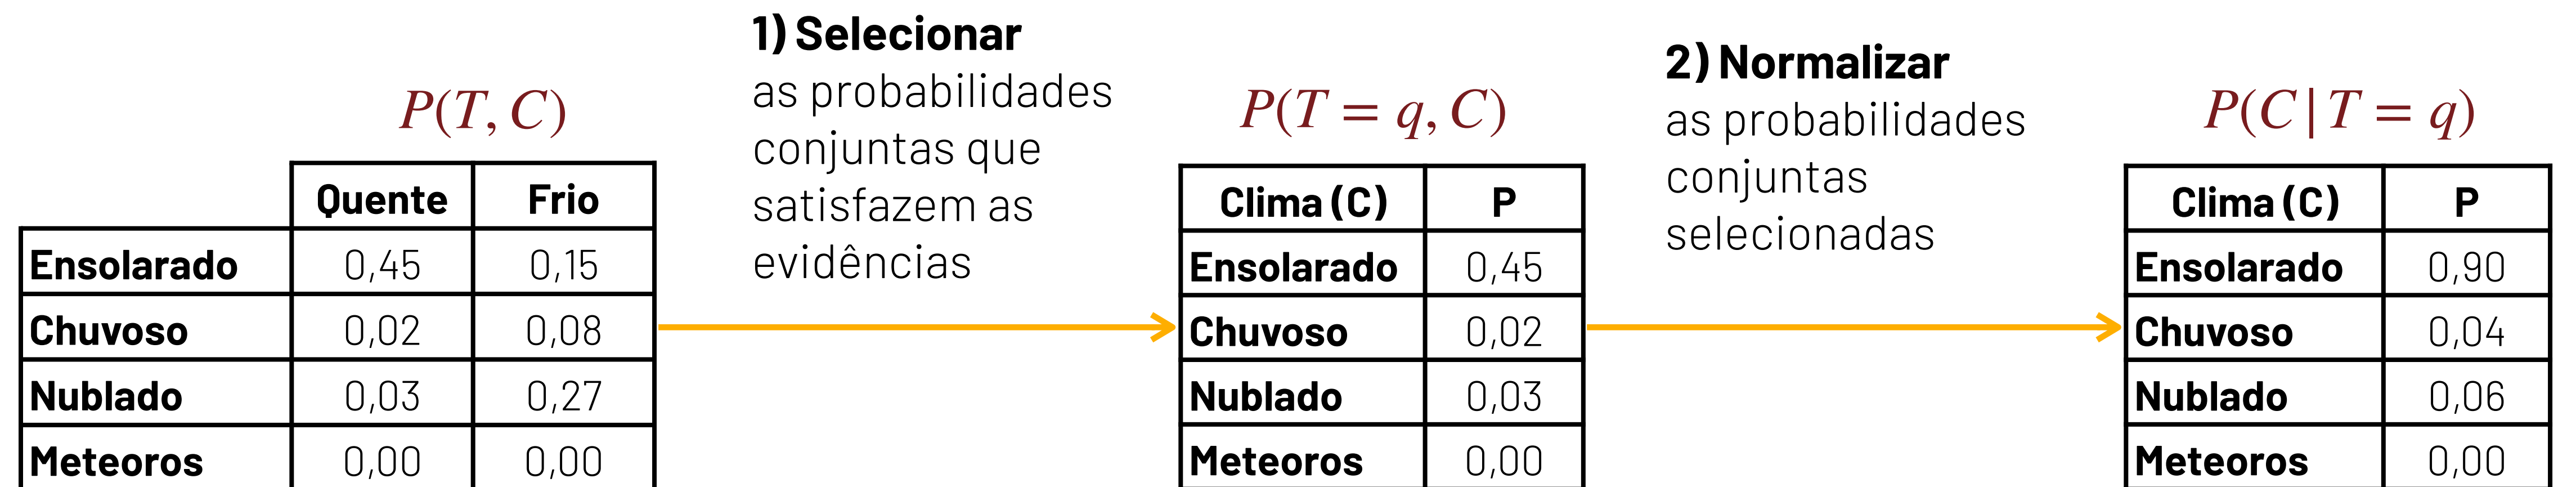 P(T, C)
Quente Frio
Ensolarado 0,45 0,15
Chuvoso 0,02 0,08
Nublado 0,03 0,27
Meteoros 0,00 0,00
1) Selecionar
as probabilidades
conjuntas que
satisfazem as
evidências
P(T = q, C)
Clima (C) P
Ensolarado 0,45
Chuvoso 0,02
Nublado 0,03
Meteoros 0,00
2) Normalizar
as probabilidades
conjuntas
selecionadas
P(C | T = q)
Clima (C) P
Ensolarado 0,90
Chuvoso 0,04
Nublado 0,06
Meteoros 0,00